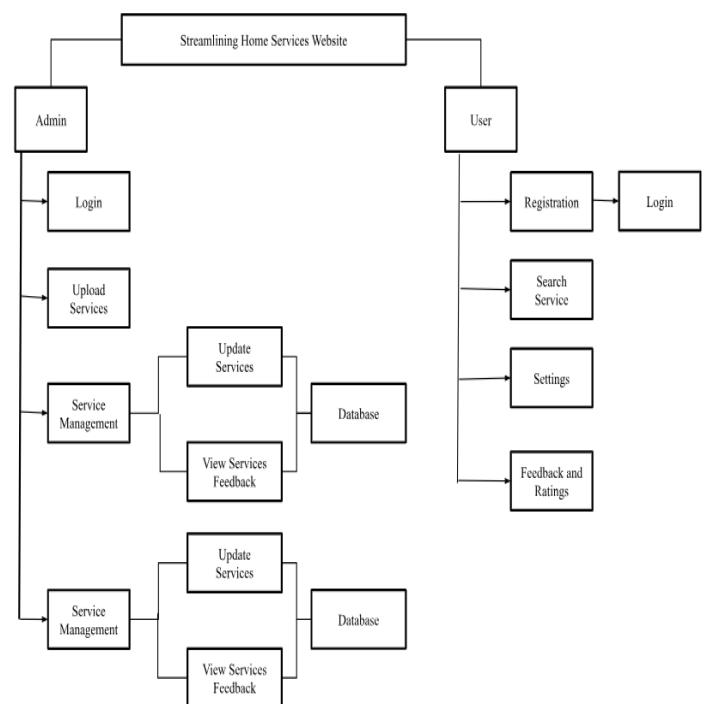 Streamlining Home Services Website
Admin
User
Login
Registration
Login
Upload
Services
Search
Service
Update
Services
Settings
Service
Management
Database
View Services
Feedback
Feedback and
Ratings
Update
Services
Service
Management
Database
View Services
Feedback